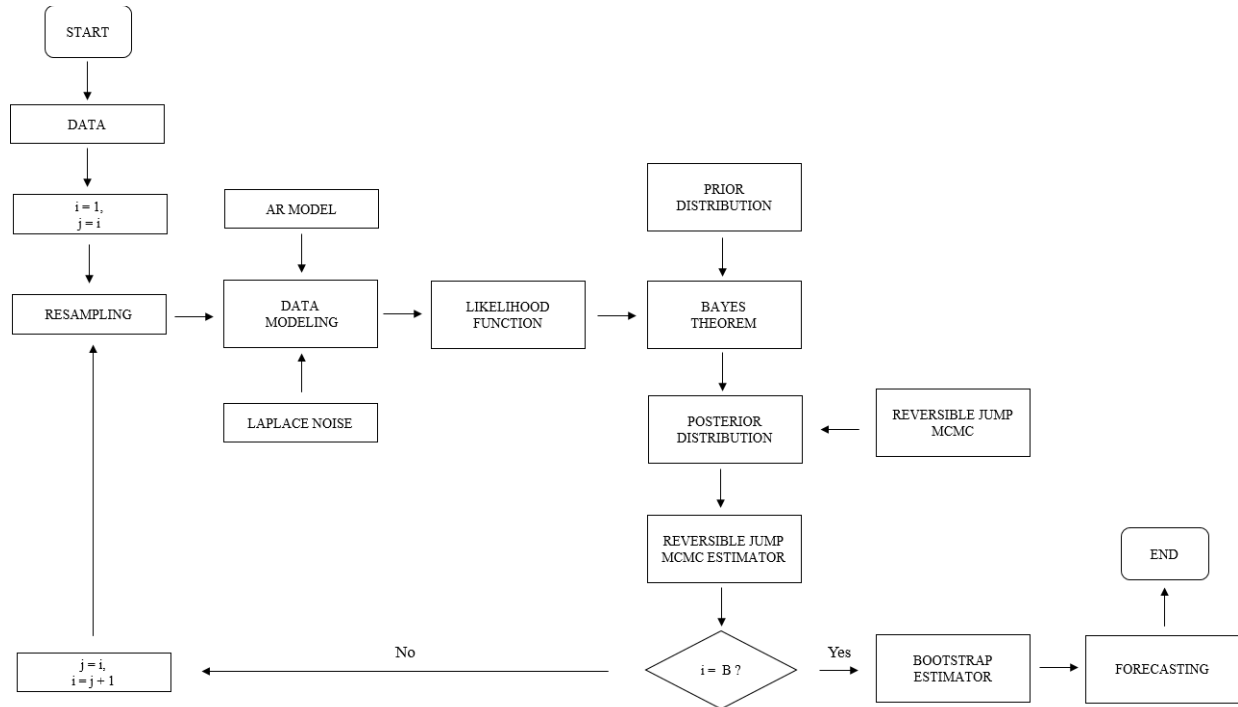 START
DATA
i = 1,
j = i
RESAMPLING
AR MODEL
DATA
MODELING
LAPLACE NOISE
LIKELIHOOD
FUNCTION
PRIOR
DISTRIBUTION
BAYES
THEOREM
POSTERIOR
DISTRIBUTION
REVERSIBLE JUMP
MCMC
REVERSIBLE JUMP
MCMC ESTIMATOR
i = B ?
No
j = i,
i = j + 1
Yes
BOOTSTRAP
ESTIMATOR
FORECASTING
END